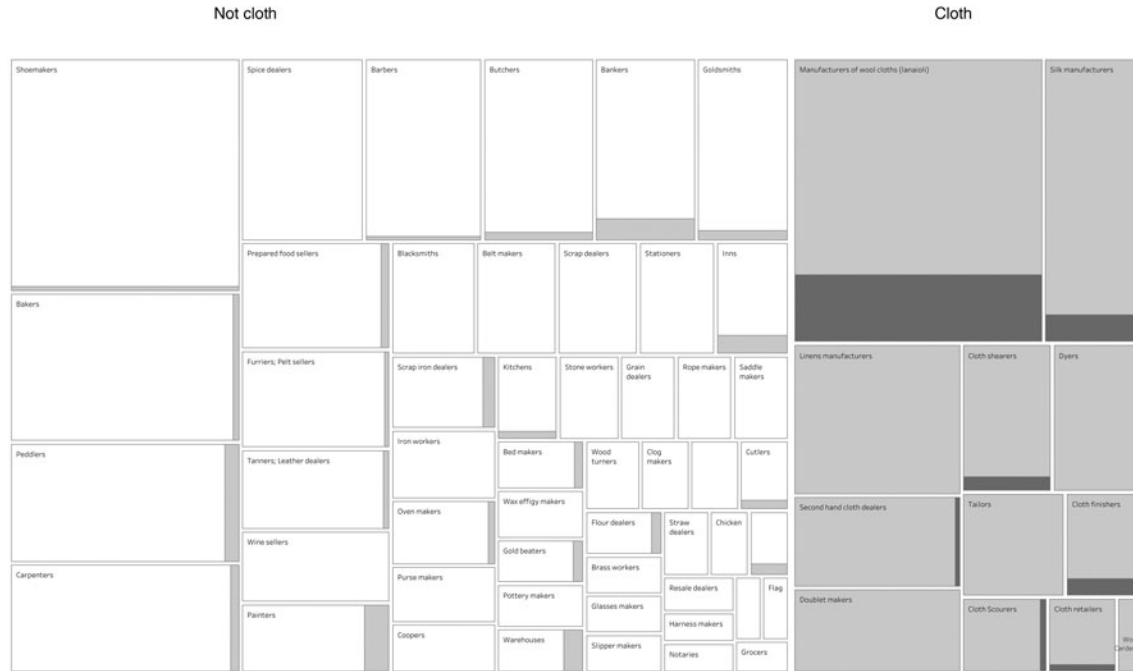 Not cloth
Cloth
Shoemakers
Spice dealers
Barbers
Butchers
Bankers
Goldsmiths
Manufacturers of wool cloths (lanaioli)
Silk manufacturers
Prepared food sellers
Blacksmiths
Belt makers
Scrap dealers
Stationers
Inns
Bakers
Furriers; Pelt sellers
Scrap iron dealers
Kitchens
Stone workers
Grain
dealers
Rope makers
Saddle
makers
Linens manufacturers
Cloth shearers
Dyers
Iron workers
Peddlers
Tanners; Leather dealers
Bed makers
Wood
turners
Clog
makers
Cutlers
Wax effigy makers
Oven makers
Second hand cloth dealers
Tailors
Cloth finishers
Flour dealers
Straw
dealers
Chicken
Wine sellers
Gold beaters
Brass workers
Carpenters
Purse makers
Pottery makers
Resale dealers
Flag
Painters
Glasses makers
Harness makers
Doublet makers
Cloth Scourers
Cloth retailers
Coopers
Warehouses
Slipper makers
Notaries
Grocers